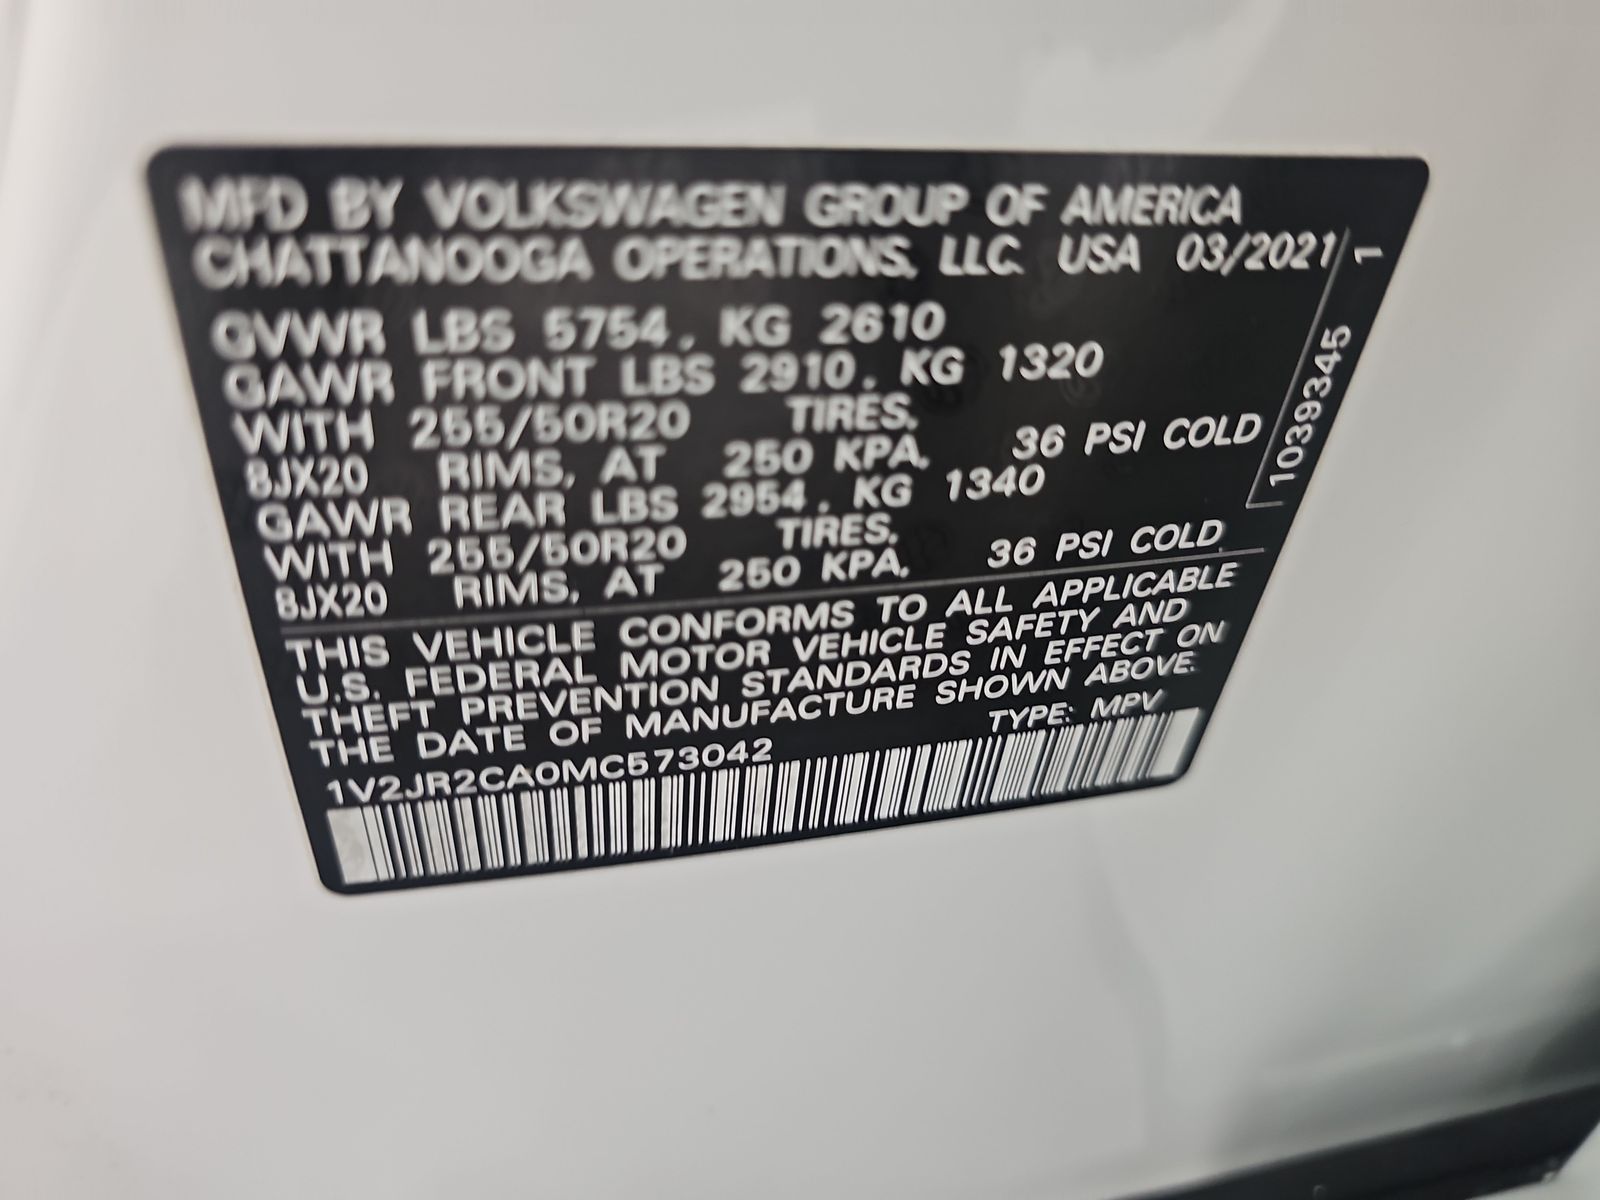 MFD BY VOLKSWAGEN GROUP OF AMERICA
CHATTANOOGA OPERATIONS, LLC. USA 03/2021
GVWR LBS 5754, KG 2610
GAWR FRONT LBS 2910, KG 1320
WITH 255/50R20 TIRES,
8JX20 RIMS, AT 250 KPA, 36 PSI COLD
GAWR REAR LBS 2954, KG 1340
WITH 255/50R20 TIRES,
8JX20 RIMS, AT 250 KPA, 36 PSI COLD
THIS VEHICLE CONFORMS TO ALL APPLICABLE
U.S. FEDERAL MOTOR VEHICLE SAFETY AND
THEFT PREVENTION STANDARDS IN EFFECT ON
THE DATE OF MANUFACTURE SHOWN ABOVE.
1V2JR2CA0MC573042 TYPE: MPV
1039345 1